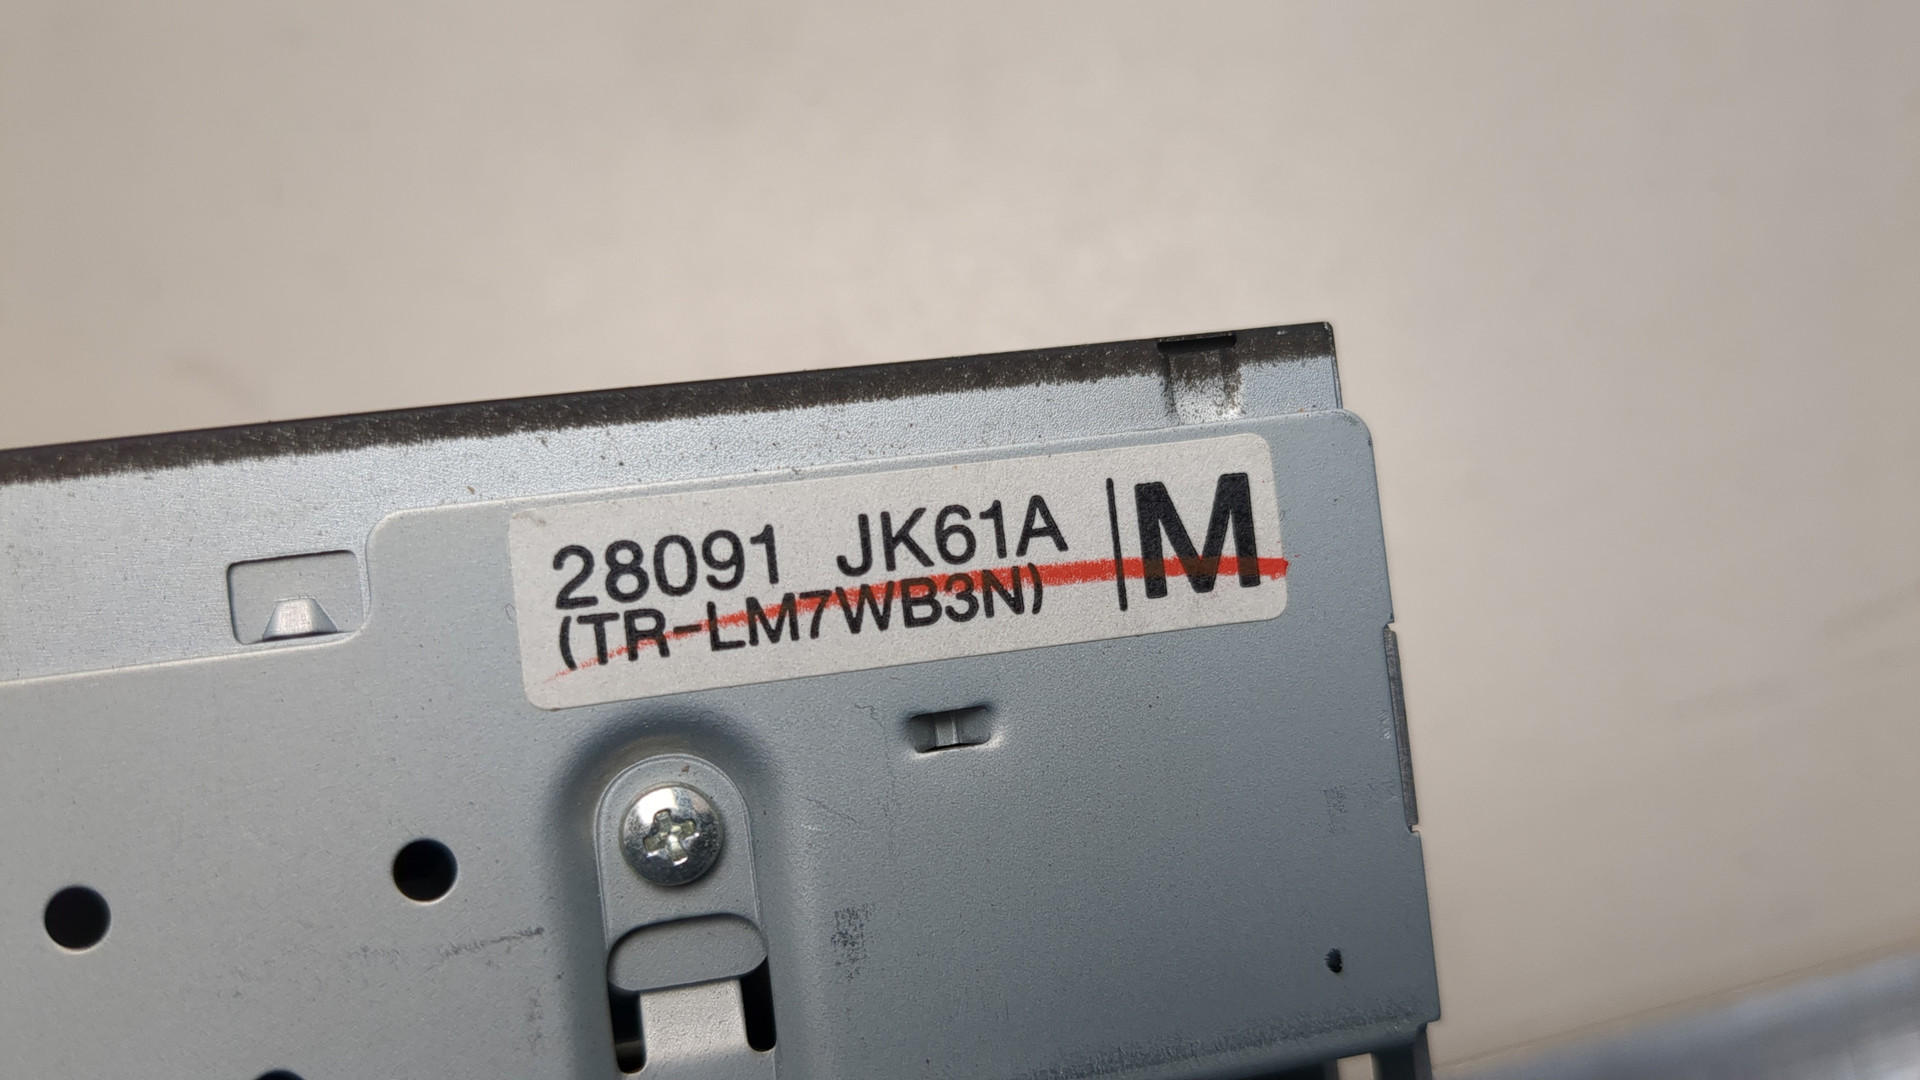 28091 JK61A | M
(TR-LM7WB3N)